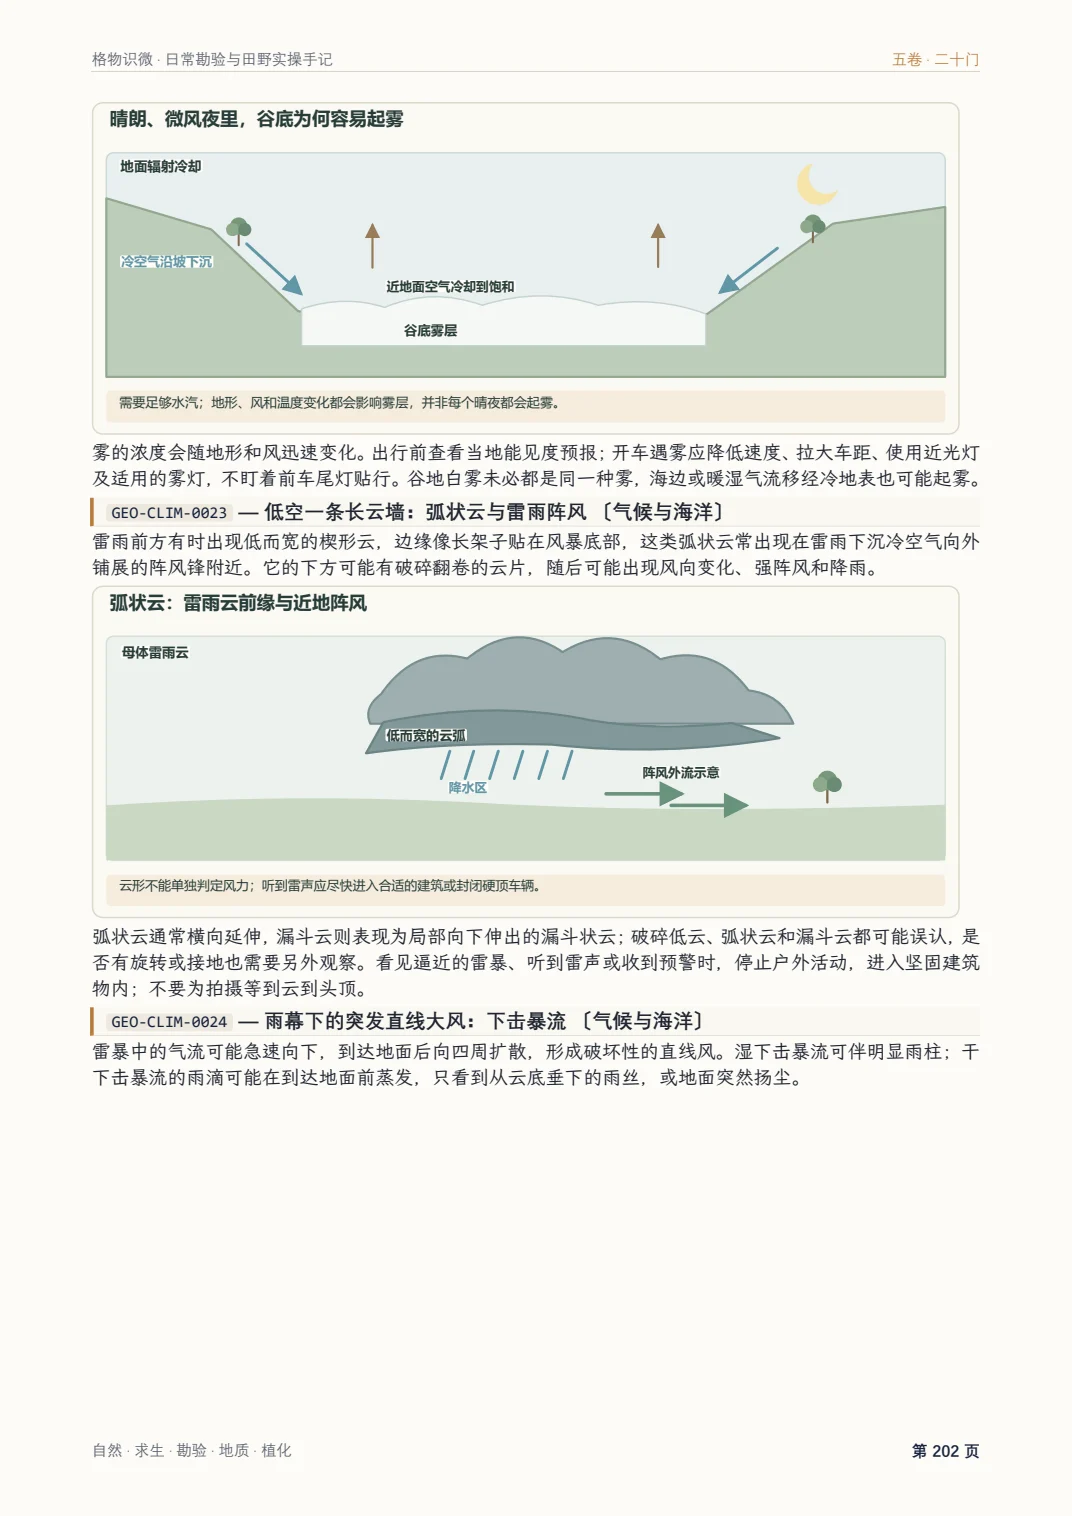 格物识微 · 日常勘验与田野实操手记
五卷 · 二十门
晴朗、微风夜里，谷底为何容易起雾
地面辐射冷却
冷空气沿坡下沉
近地面空气冷却到饱和
谷底雾层
需要足够水汽；地形、风和温度变化都会影响雾层，并非每个晴夜都会起雾。
雾的浓度会随地形和风迅速变化。出行前查看当地能见度预报；开车遇雾应降低速度、拉大车距、使用近光灯
及适用的雾灯，不盯着前车尾灯贴行。谷地白雾未必都是同一种雾，海边或暖湿气流移经冷地表也可能起雾。
GEO-CLIM-0023 — 低空一条长云墙：弧状云与雷雨阵风 〔气候与海洋〕
雷雨前方有时出现低而宽的楔形云，边缘像长架子贴在风暴底部，这类弧状云常出现在雷雨下沉冷空气向外
铺展的阵风锋附近。它的下方可能有破碎翻卷的云片，随后可能出现风向变化、强阵风和降雨。
弧状云：雷雨云前缘与近地阵风
母体雷雨云
低而宽的云弧
阵风外流示意
降水区
云形不能单独判定风力；听到雷声应尽快进入合适的建筑或封闭硬顶车辆。
弧状云通常横向延伸，漏斗云则表现为局部向下伸出的漏斗状云；破碎低云、弧状云和漏斗云都可能误认，是
否有旋转或接地也需要另外观察。看见逼近的雷暴、听到雷声或收到预警时，停止户外活动，进入坚固建筑
物内；不要为拍摄等到云到头顶。
GEO-CLIM-0024 — 雨幕下的突发直线大风：下击暴流 〔气候与海洋〕
雷暴中的气流可能急速向下，到达地面后向四周扩散，形成破坏性的直线风。湿下击暴流可伴明显雨柱；干
下击暴流的雨滴可能在到达地面前蒸发，只看到从云底垂下的雨丝，或地面突然扬尘。
自然 · 求生 · 勘验 · 地质 · 植化
第 202 页